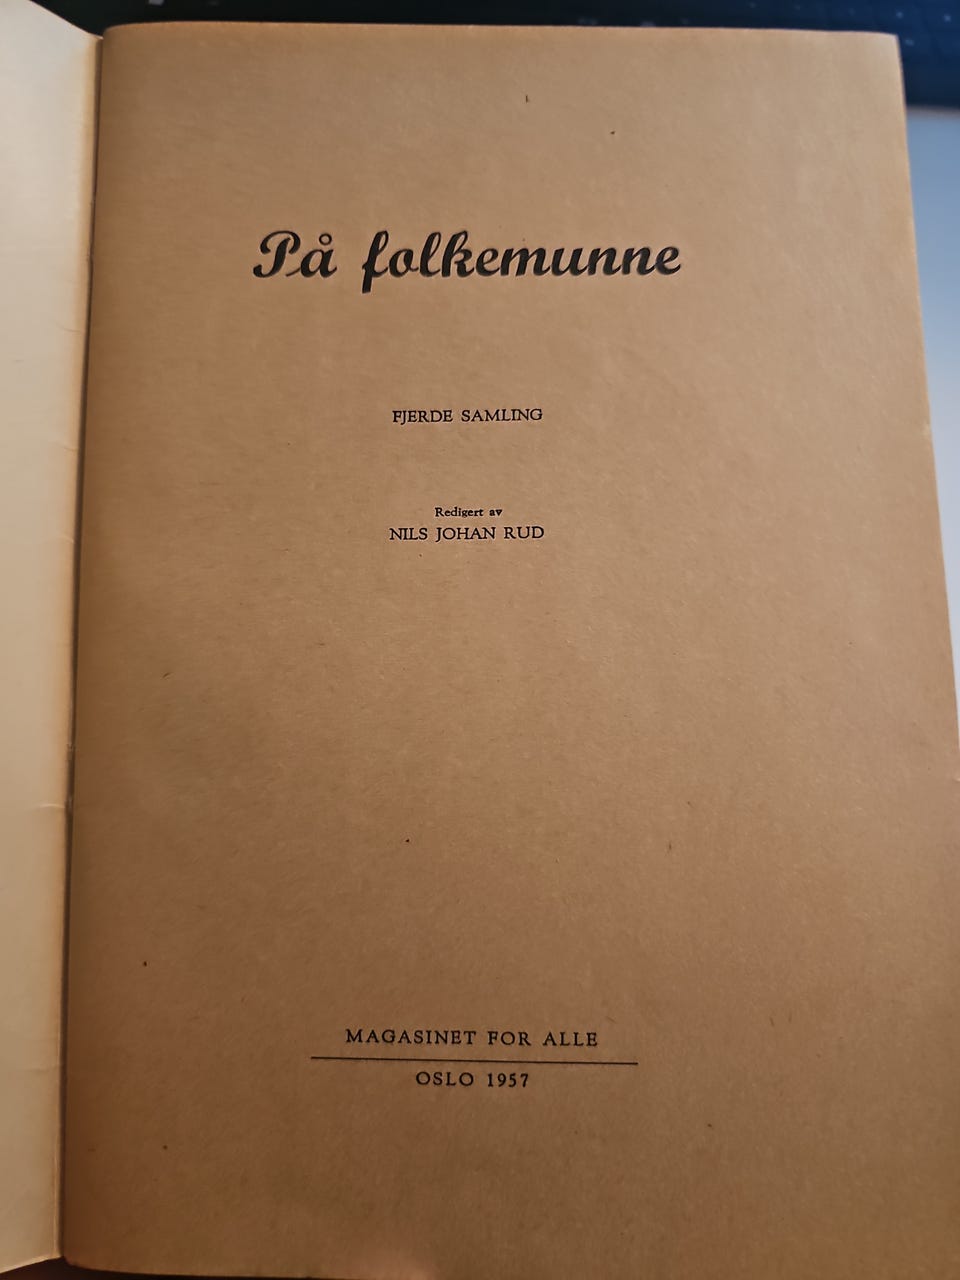 På folkemunne
FJERDE SAMLING
Redigert av
NILS JOHAN RUD
MAGASINET FOR ALLE
OSLO 1957